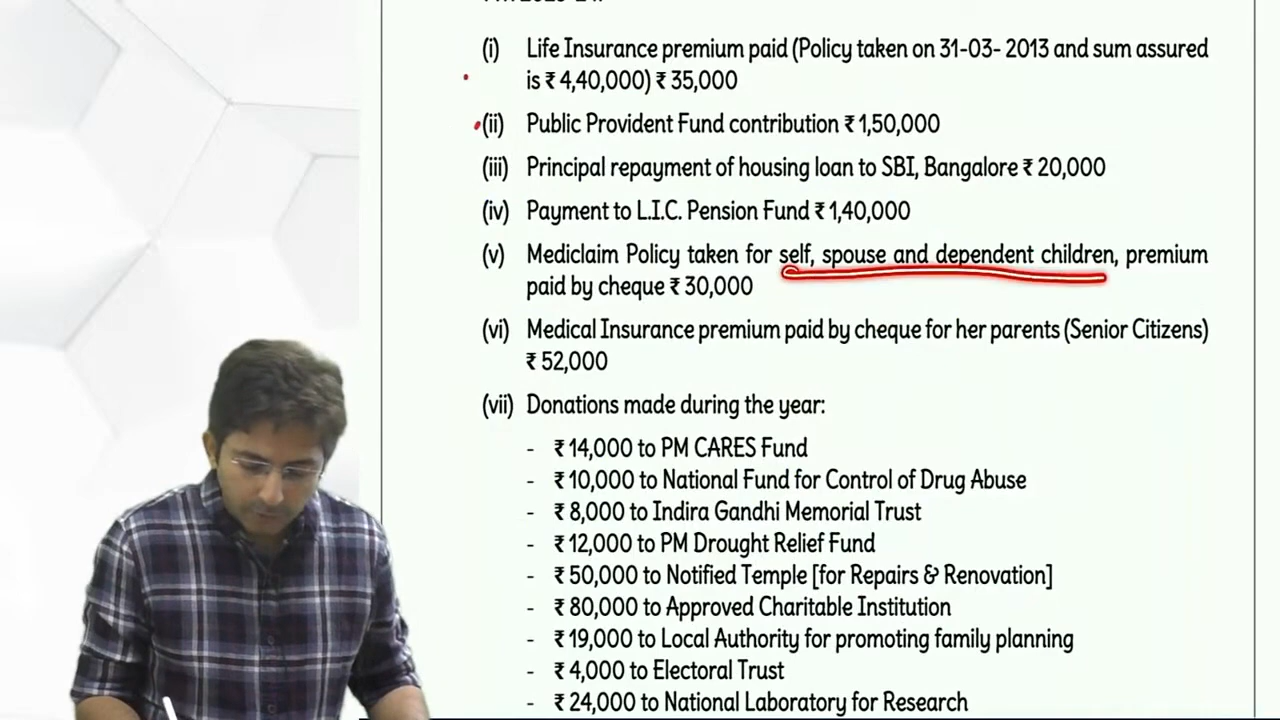 (i) Life Insurance premium paid (Policy taken on 31-03- 2013 and sum assured
is ₹ 4,40,000) ₹ 35,000
(ii) Public Provident Fund contribution ₹ 1,50,000
(iii) Principal repayment of housing loan to SBI, Bangalore ₹ 20,000
(iv) Payment to L.I.C. Pension Fund ₹ 1,40,000
(v) Mediclaim Policy taken for self, spouse and dependent children, premium
paid by cheque ₹ 30,000
(vi) Medical Insurance premium paid by cheque for her parents (Senior Citizens)
₹ 52,000
(vii) Donations made during the year:
- ₹ 14,000 to PM CARES Fund
- ₹ 10,000 to National Fund for Control of Drug Abuse
- ₹ 8,000 to Indira Gandhi Memorial Trust
- ₹ 12,000 to PM Drought Relief Fund
- ₹ 50,000 to Notified Temple [for Repairs & Renovation]
- ₹ 80,000 to Approved Charitable Institution
- ₹ 19,000 to Local Authority for promoting family planning
- ₹ 4,000 to Electoral Trust
- ₹ 24,000 to National Laboratory for Research